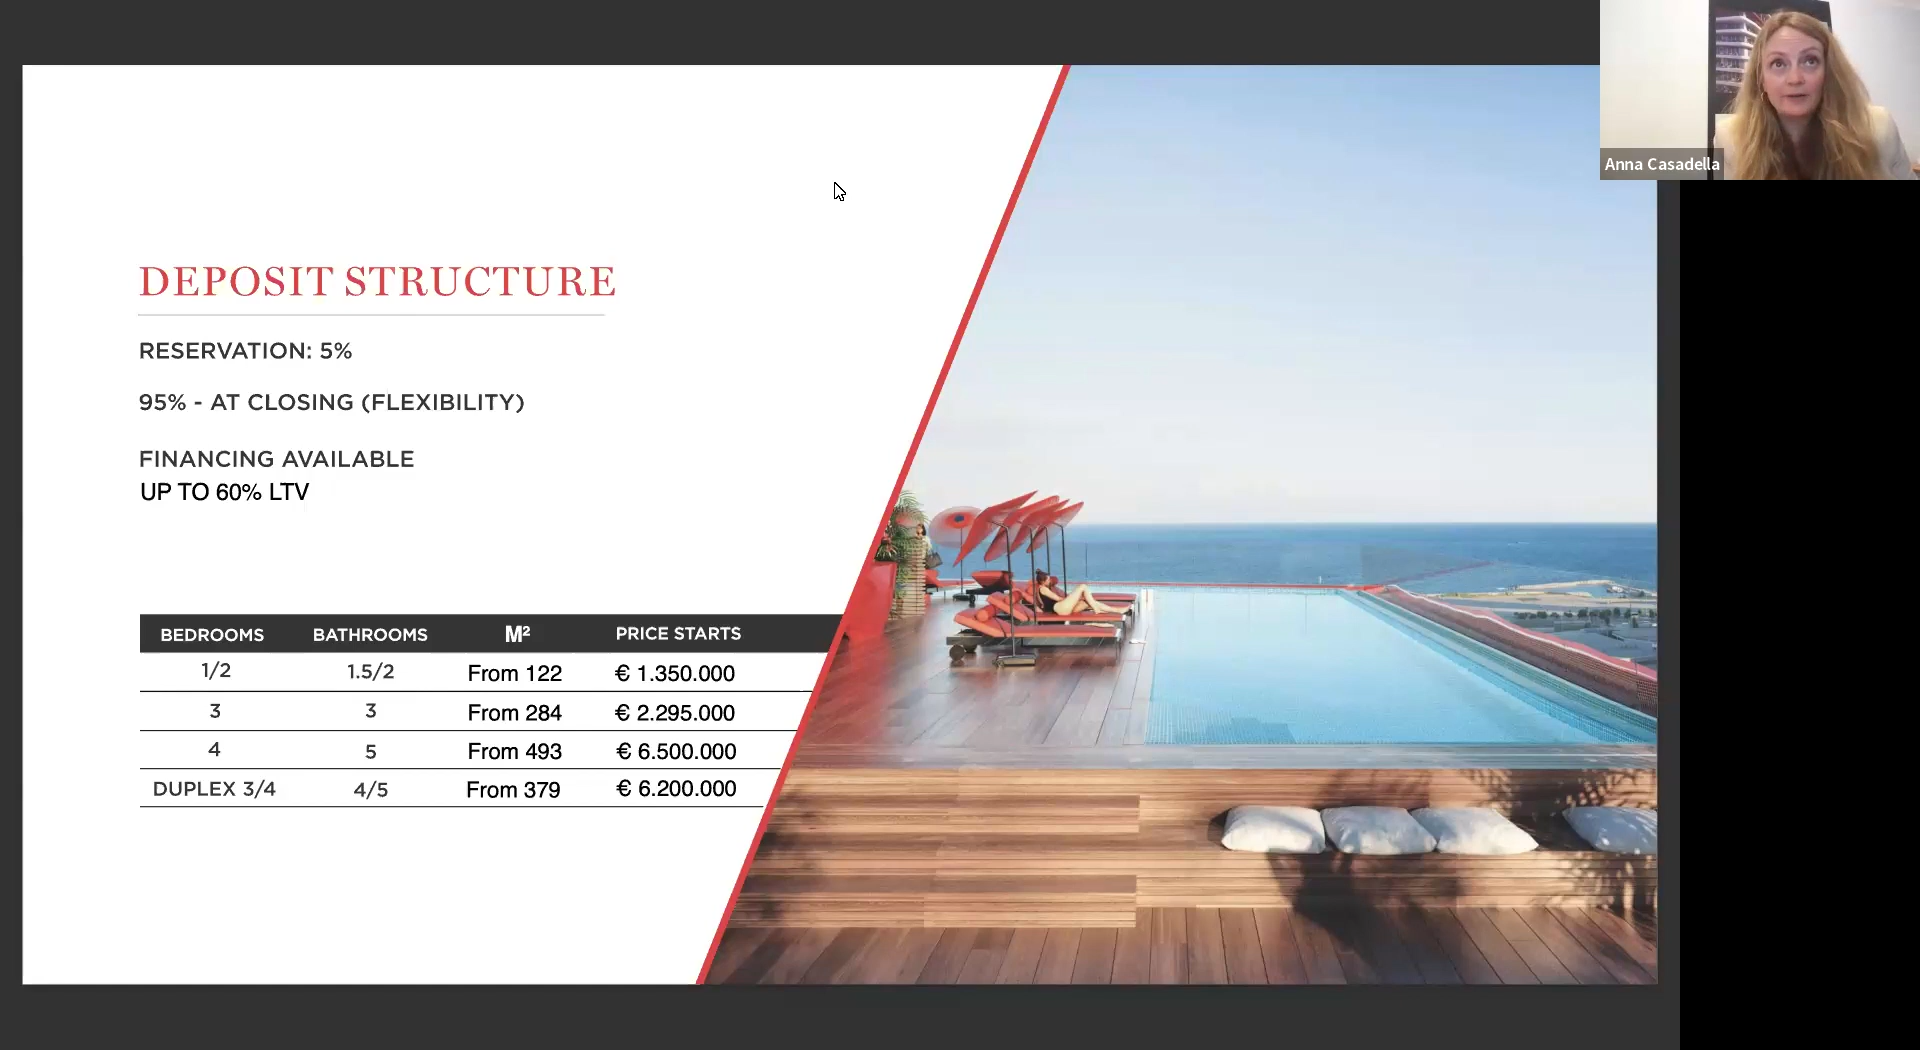 Anna Casadella
DEPOSIT STRUCTURE
RESERVATION: 5%
95% - AT CLOSING (FLEXIBILITY)
FINANCING AVAILABLE
UP TO 60% LTV
BEDROOMS BATHROOMS M² PRICE STARTS
1/2 1.5/2 From 122 € 1.350.000
3 3 From 284 € 2.295.000
4 5 From 493 € 6.500.000
DUPLEX 3/4 4/5 From 379 € 6.200.000